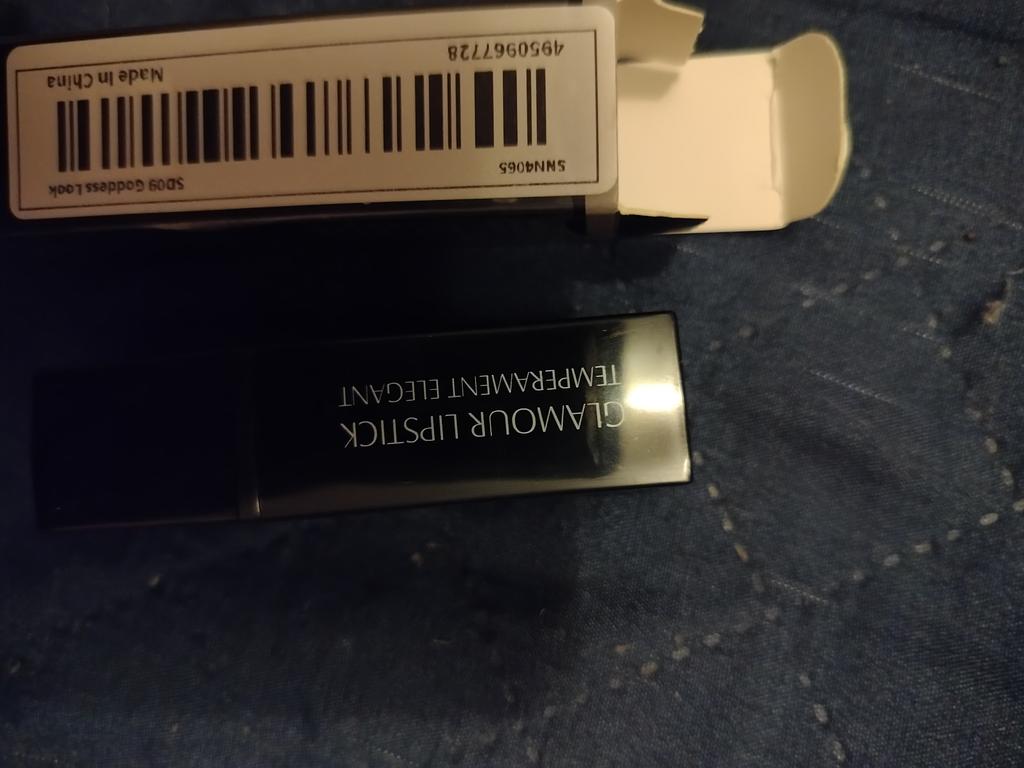 SNN4065
SD09 Goddess Look
4950967728
Made In China
GLAMOUR LIPSTICK
TEMPERAMENT ELEGANT